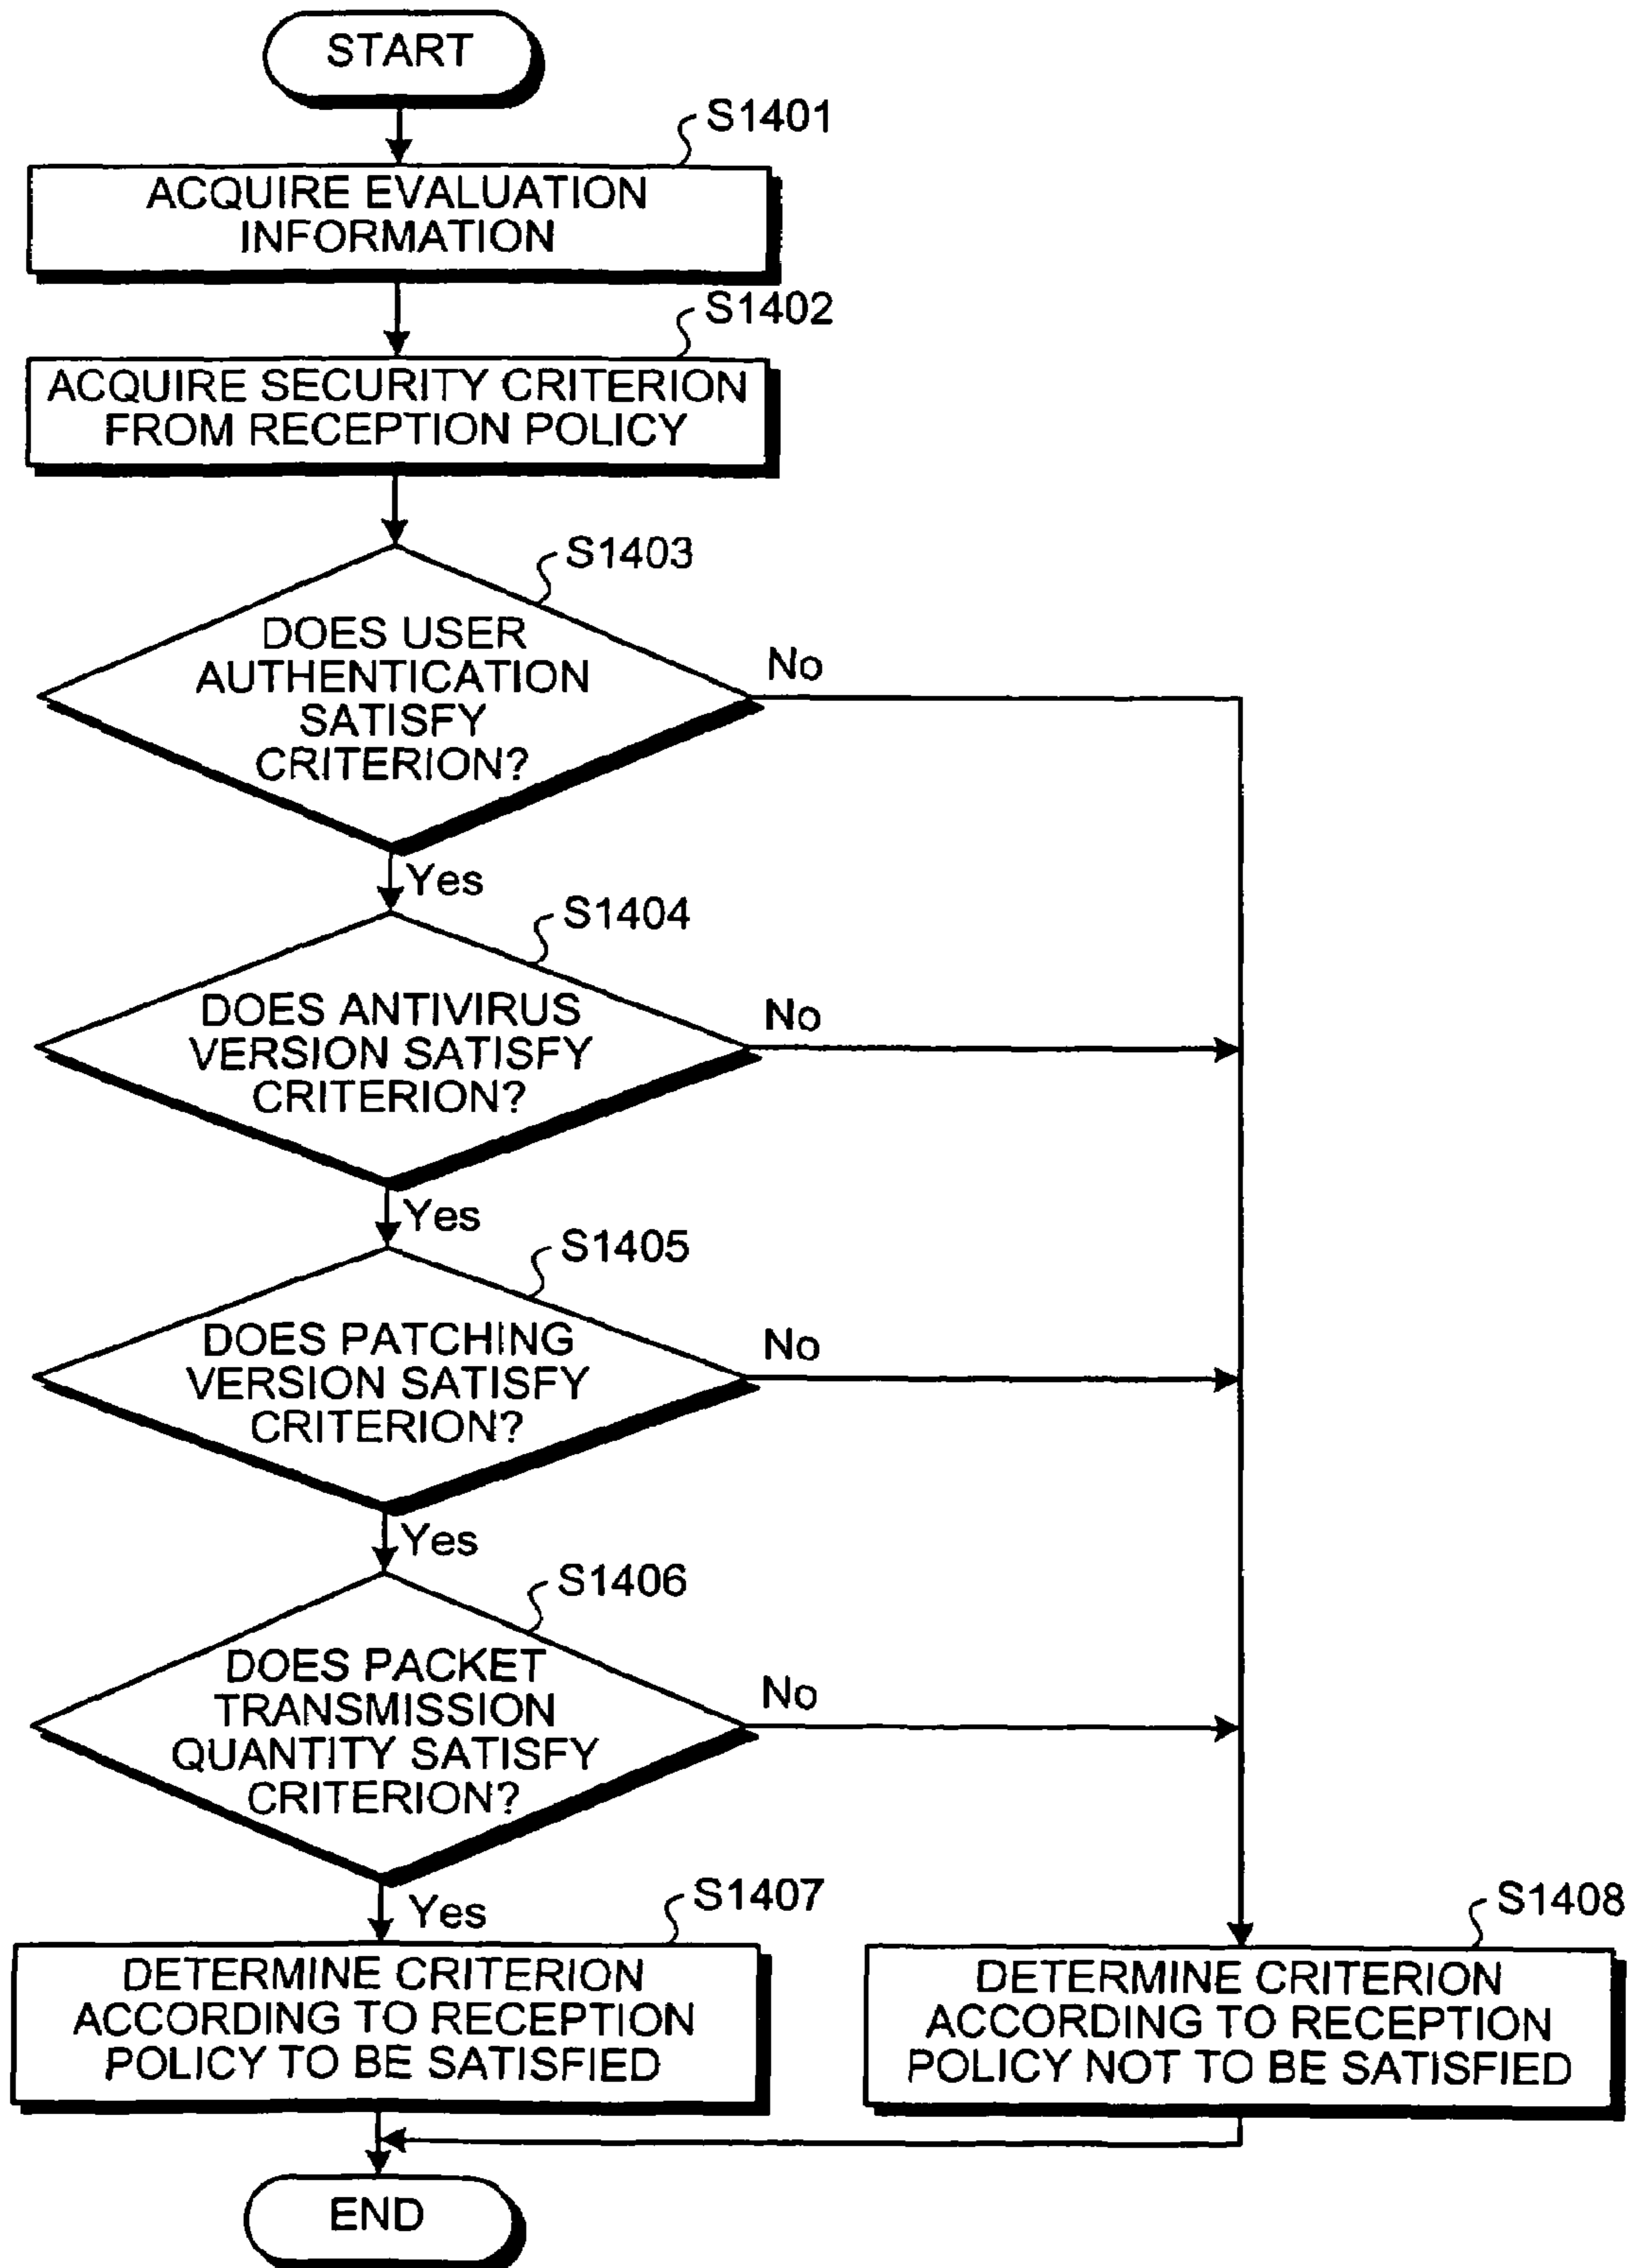 START
S1401
ACQUIRE EVALUATION
INFORMATION
S1402
ACQUIRE SECURITY CRITERION
FROM RECEPTION POLICY
S1403
DOES USER
AUTHENTICATION
SATISFY
CRITERION?
No
Yes
S1404
DOES ANTIVIRUS
VERSION SATISFY
CRITERION?
No
Yes
S1405
DOES PATCHING
VERSION SATISFY
CRITERION?
No
Yes
S1406
DOES PACKET
TRANSMISSION
QUANTITY SATISFY
CRITERION?
No
Yes
S1407
DETERMINE CRITERION
ACCORDING TO RECEPTION
POLICY TO BE SATISFIED
S1408
DETERMINE CRITERION
ACCORDING TO RECEPTION
POLICY NOT TO BE SATISFIED
END